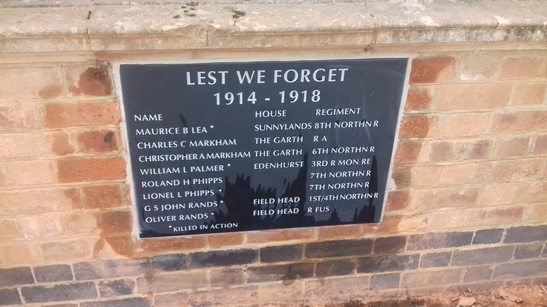 LEST WE FORGET
1914 - 1918
NAME HOUSE REGIMENT
MAURICE B LEA * SUNNYLANDS 8TH NORTHN R
CHARLES C MARKHAM THE GARTH R A
CHRISTOPHER A MARKHAM THE GARTH 6TH NORTHN R
WILLIAM L PALMER * EDENHURST 3RD R MON RE
ROLAND H PHIPPS 7TH NORTHN R
LIONEL L PHIPPS * 7TH NORTHN R
G S JOHN RANDS * FIELD HEAD 1ST/4TH NORTHN R
OLIVER RANDS * FIELD HEAD R FUS
*KILLED IN ACTION